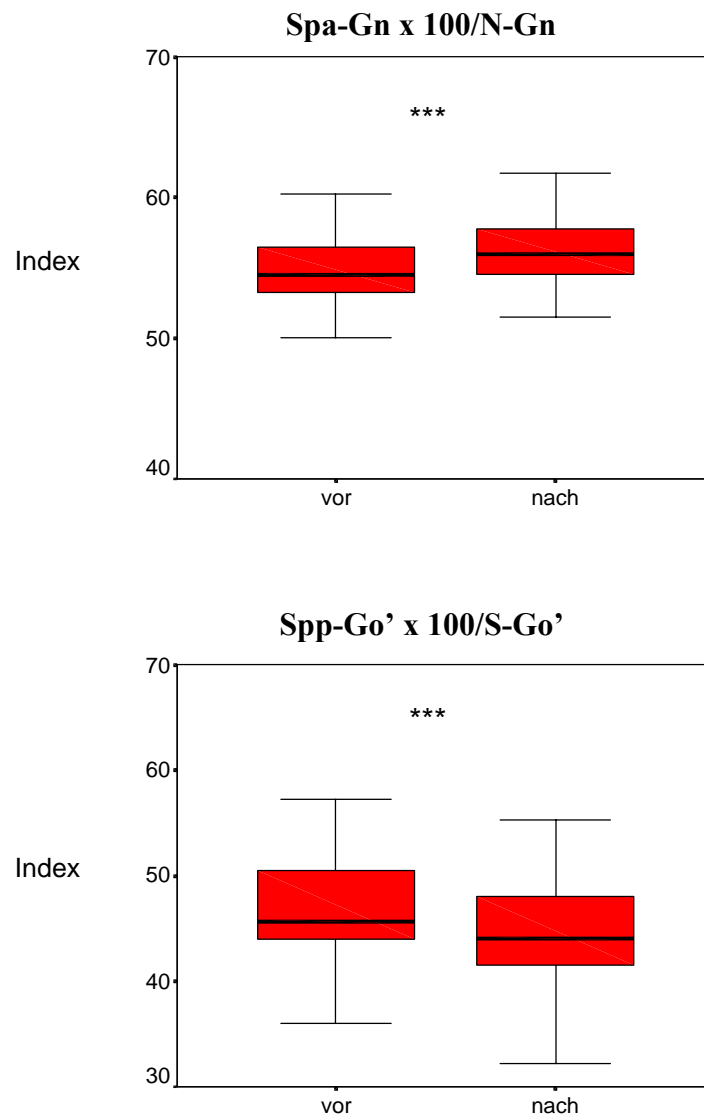 Spa-Gn x 100/N-Gn
70
***
60
Index
50
40
vor nach
Spp-Go’ x 100/S-Go’
70
***
60
Index
50
40
30
vor nach